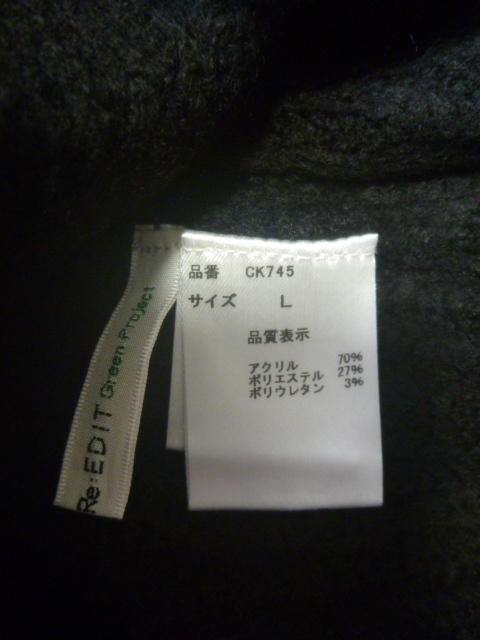 品番 CK745
サイズ L
品質表示
アクリル 70%
ポリエステル 27%
ポリウレタン 3%
Re:EDIT Green Project